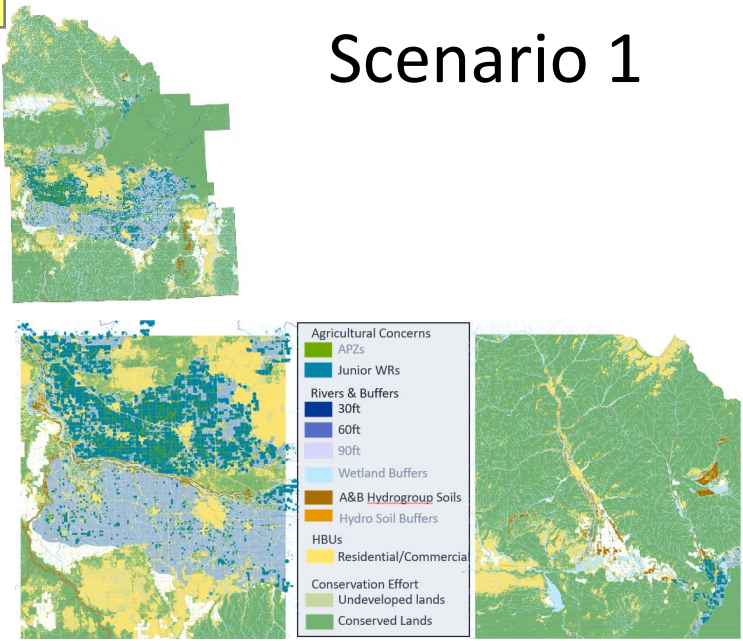 Scenario 1
Agricultural Concerns
APZs
Junior WRs
Rivers & Buffers
30ft
60ft
90ft
Wetland Buffers
A&B Hydrogroup Soils
Hydro Soil Buffers
HBUs
Residential/Commercia
Conservation Effort
Undeveloped lands
Conserved Lands